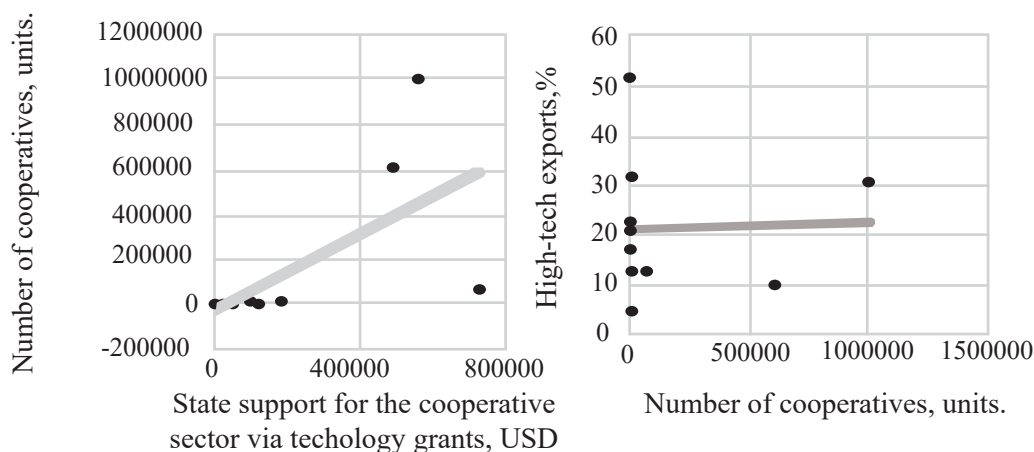 Number of cooperatives, units.
12000000
10000000
800000
600000
400000
200000
0
-200000
0 400000 800000
State support for the cooperative
sector via techology grants, USD
High-tech exports,%
60
50
40
30
20
10
0
0 500000 1000000 1500000
Number of cooperatives, units.